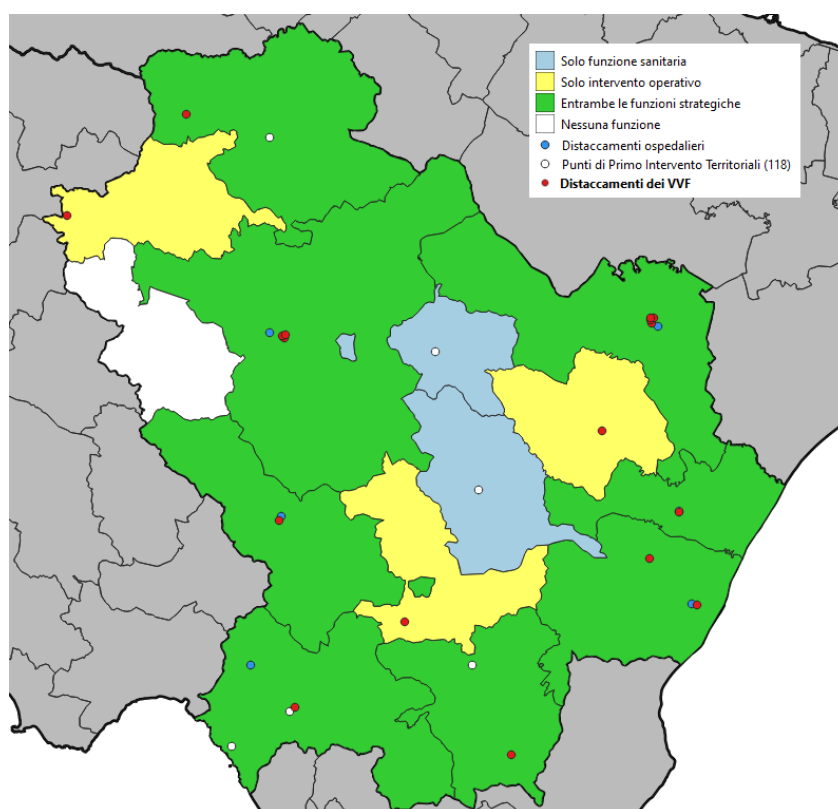 Solo funzione sanitaria
Solo intervento operativo
Entrambe le funzioni strategiche
Nessuna funzione
Distaccamenti ospedalieri
Punti di Primo Intervento Territoriali (118)
Distaccamenti dei VVF